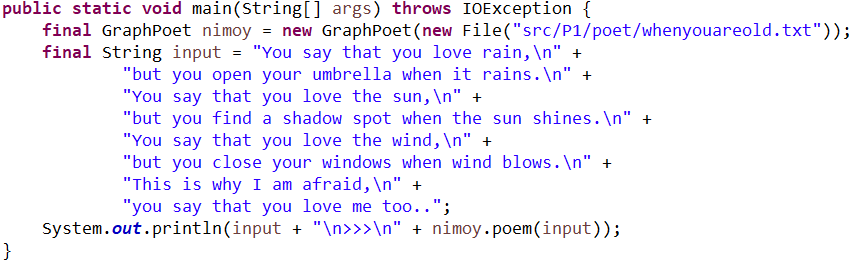 public static void main(String[] args) throws IOException {
    final GraphPoet nimoy = new GraphPoet(new File("src/P1/poet/whenyouareold.txt"));
    final String input = "You say that you love rain,\n" +
            "but you open your umbrella when it rains.\n" +
            "You say that you love the sun,\n" +
            "but you find a shadow spot when the sun shines.\n" +
            "You say that you love the wind,\n" +
            "but you close your windows when wind blows.\n" +
            "This is why I am afraid,\n" +
            "you say that you love me too..";
    System.out.println(input + "\n>>>\n" + nimoy.poem(input));
}